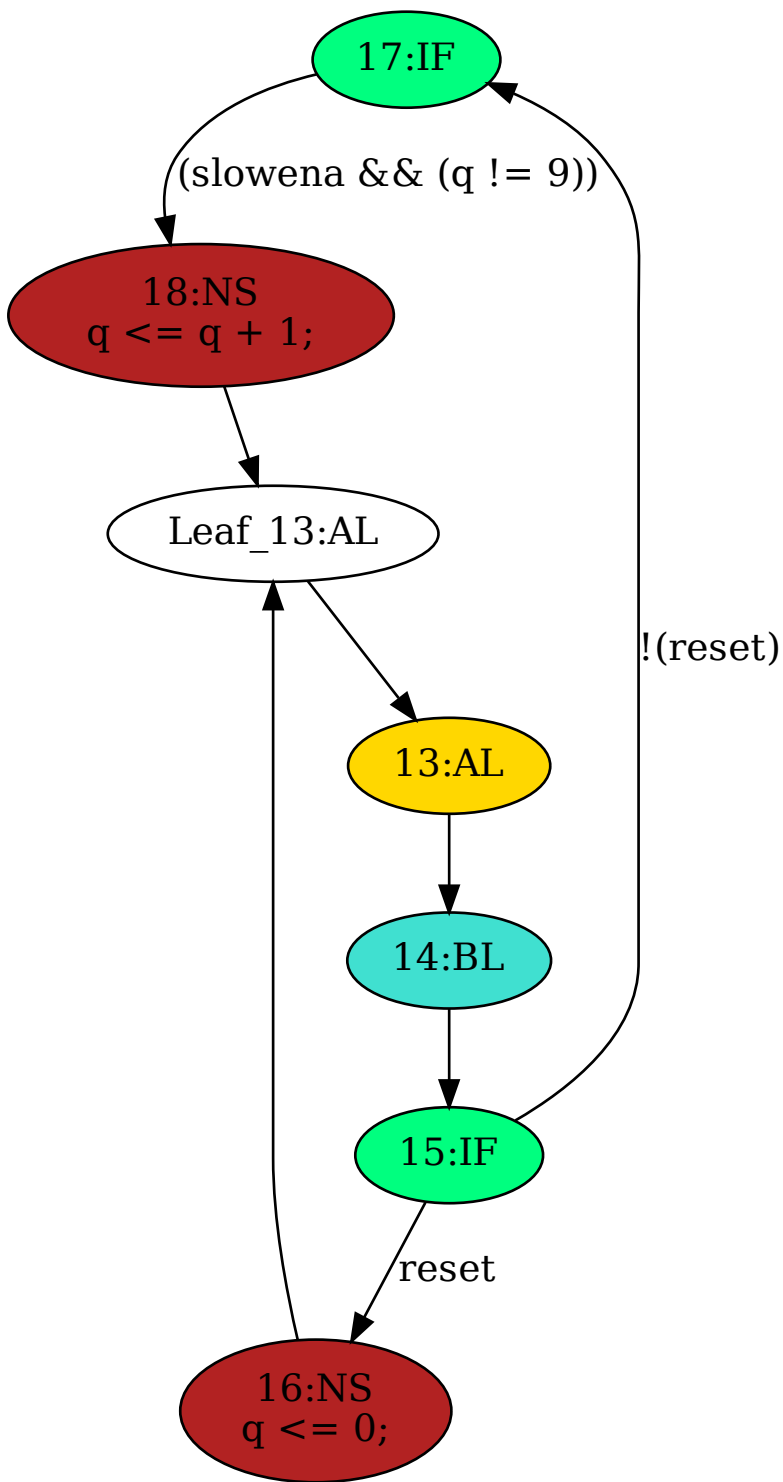 17:IF
(slowena && (q != 9))
18:NS
q <= q + 1;
Leaf_13:AL
!(reset)
13:AL
14:BL
15:IF
reset
16:NS
q <= 0;